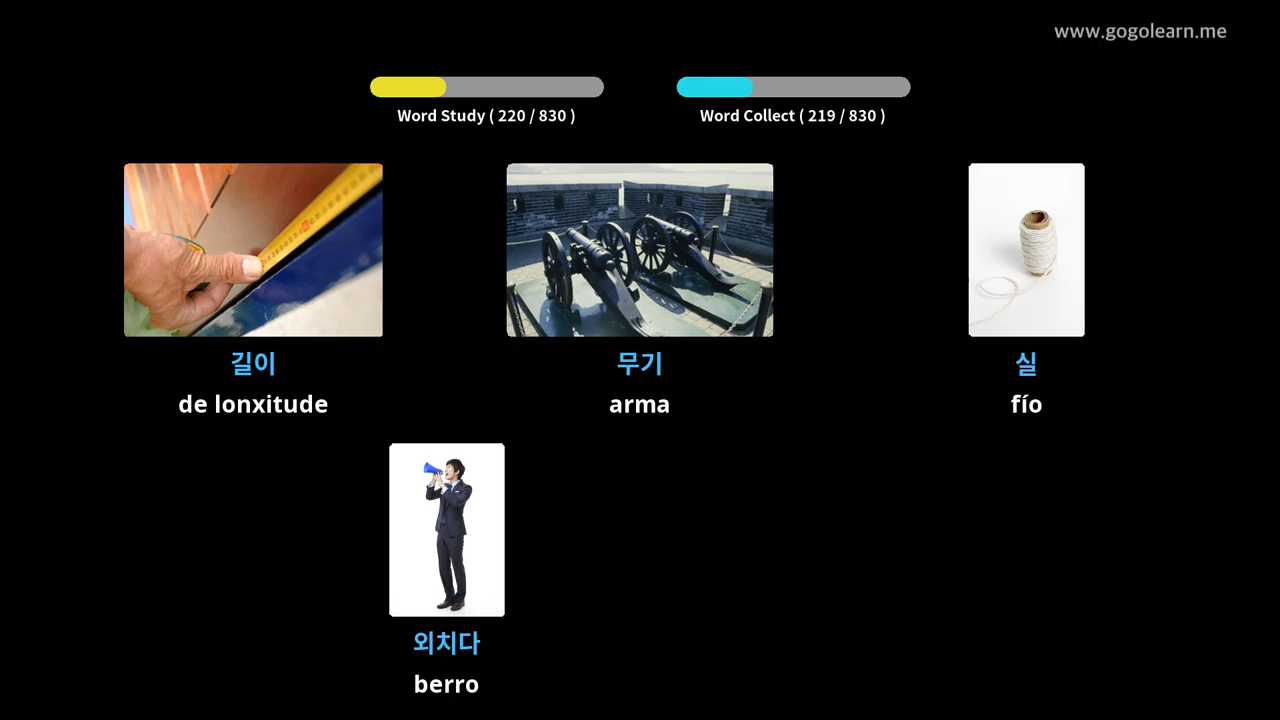 www.gogolearn.me
Word Study ( 220 / 830 )
Word Collect ( 219 / 830 )
길이
de lonxitude
무기
arma
실
fío
외치다
berro